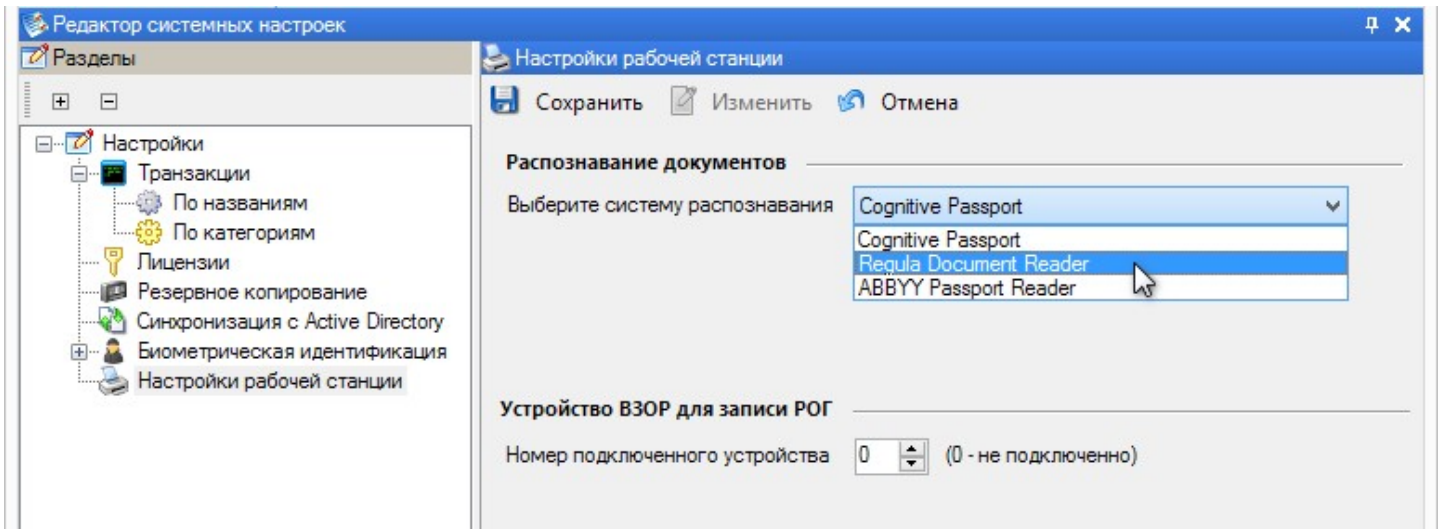 Редактор системных настроек
Разделы
Настройки
Транзакции
По названиям
По категориям
Лицензии
Резервное копирование
Синхронизация с Active Directory
Биометрическая идентификация
Настройки рабочей станции
Настройки рабочей станции
Сохранить Изменить Отмена
Распознавание документов
Выберите систему распознавания Cognitive Passport
Cognitive Passport
Regula Document Reader
ABBYY Passport Reader
Устройство ВЗОР для записи РОГ
Номер подключенного устройства 0 (0 - не подключенно)